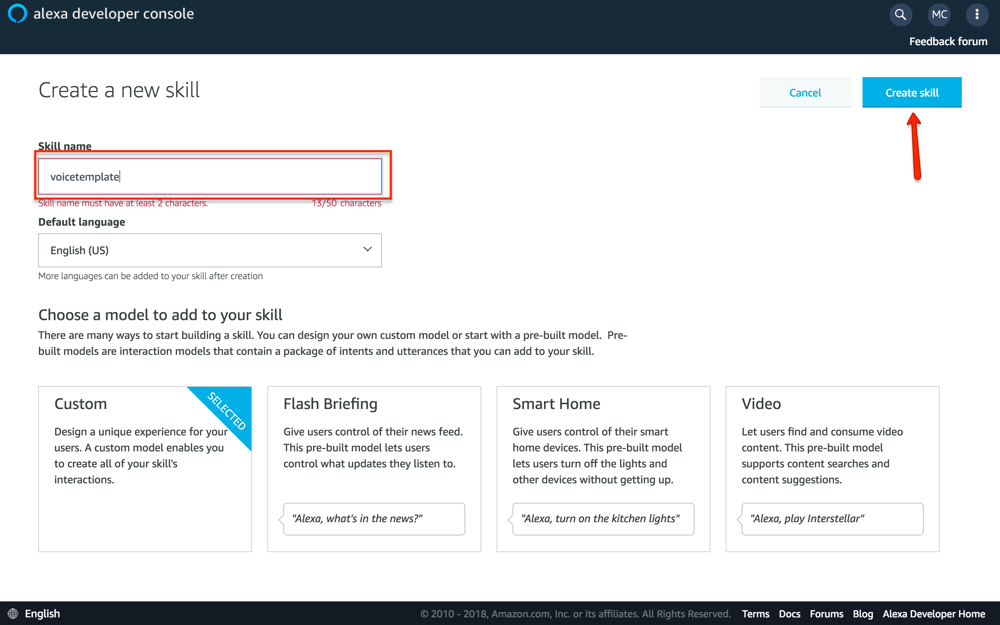 alexa developer console
MC
Feedback forum
Create a new skill
Cancel
Create skill
Skill name
voicetemplate
Skill name must have at least 2 characters.
13/50 characters
Default language
English (US)
More languages can be added to your skill after creation
Choose a model to add to your skill
There are many ways to start building a skill. You can design your own custom model or start with a pre-built model.  Pre-
built models are interaction models that contain a package of intents and utterances that you can add to your skill.
Custom
SELECTED
Design a unique experience for your
users. A custom model enables you
to create all of your skill's
interactions.
Flash Briefing
Give users control of their news feed.
This pre-built model lets users
control what updates they listen to.
"Alexa, what's in the news?"
Smart Home
Give users control of their smart
home devices. This pre-built model
lets users turn off the lights and
other devices without getting up.
"Alexa, turn on the kitchen lights"
Video
Let users find and consume video
content. This pre-built model
supports content searches and
content suggestions.
"Alexa, play Interstellar"
English
© 2010 - 2018, Amazon.com, Inc. or its affiliates. All Rights Reserved.
Terms
Docs
Forums
Blog
Alexa Developer Home